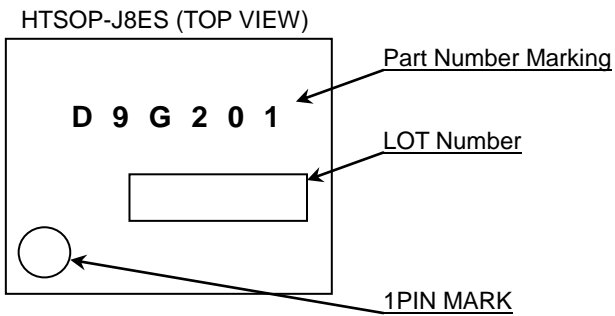 HTSOP-J8ES (TOP VIEW)
Part Number Marking
D 9 G 2 0 1
LOT Number
1PIN MARK